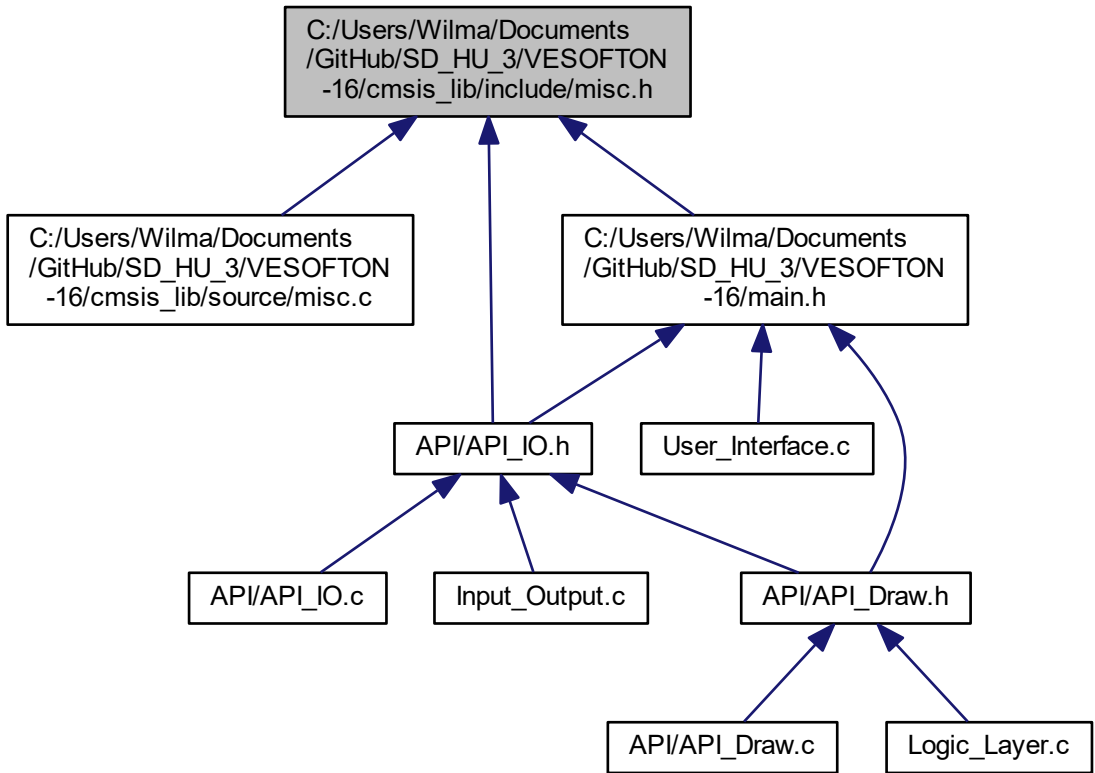 C:/Users/Wilma/Documents
/GitHub/SD_HU_3/VESOFTON
-16/cmsis_lib/include/misc.h
C:/Users/Wilma/Documents
/GitHub/SD_HU_3/VESOFTON
-16/cmsis_lib/source/misc.c
C:/Users/Wilma/Documents
/GitHub/SD_HU_3/VESOFTON
-16/main.h
API/API_IO.h
User_Interface.c
API/API_IO.c
Input_Output.c
API/API_Draw.h
API/API_Draw.c
Logic_Layer.c